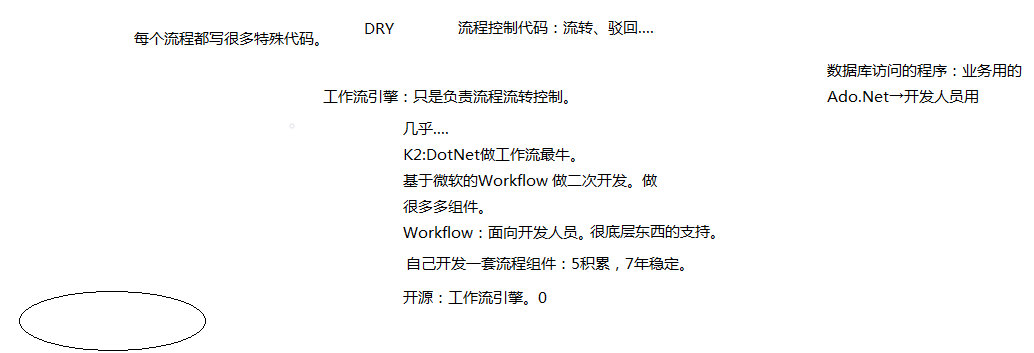 每个流程都写很多特殊代码。
DRY
流程控制代码：流转、驳回....
数据库访问的程序：业务用的
Ado.Net→开发人员用
工作流引擎：只是负责流程流转控制。
几乎....
K2:DotNet做工作流最牛。
基于微软的Workflow 做二次开发。做
很多多组件。
Workflow：面向开发人员。很底层东西的支持。
自己开发一套流程组件：5积累，7年稳定。
开源：工作流引擎。0